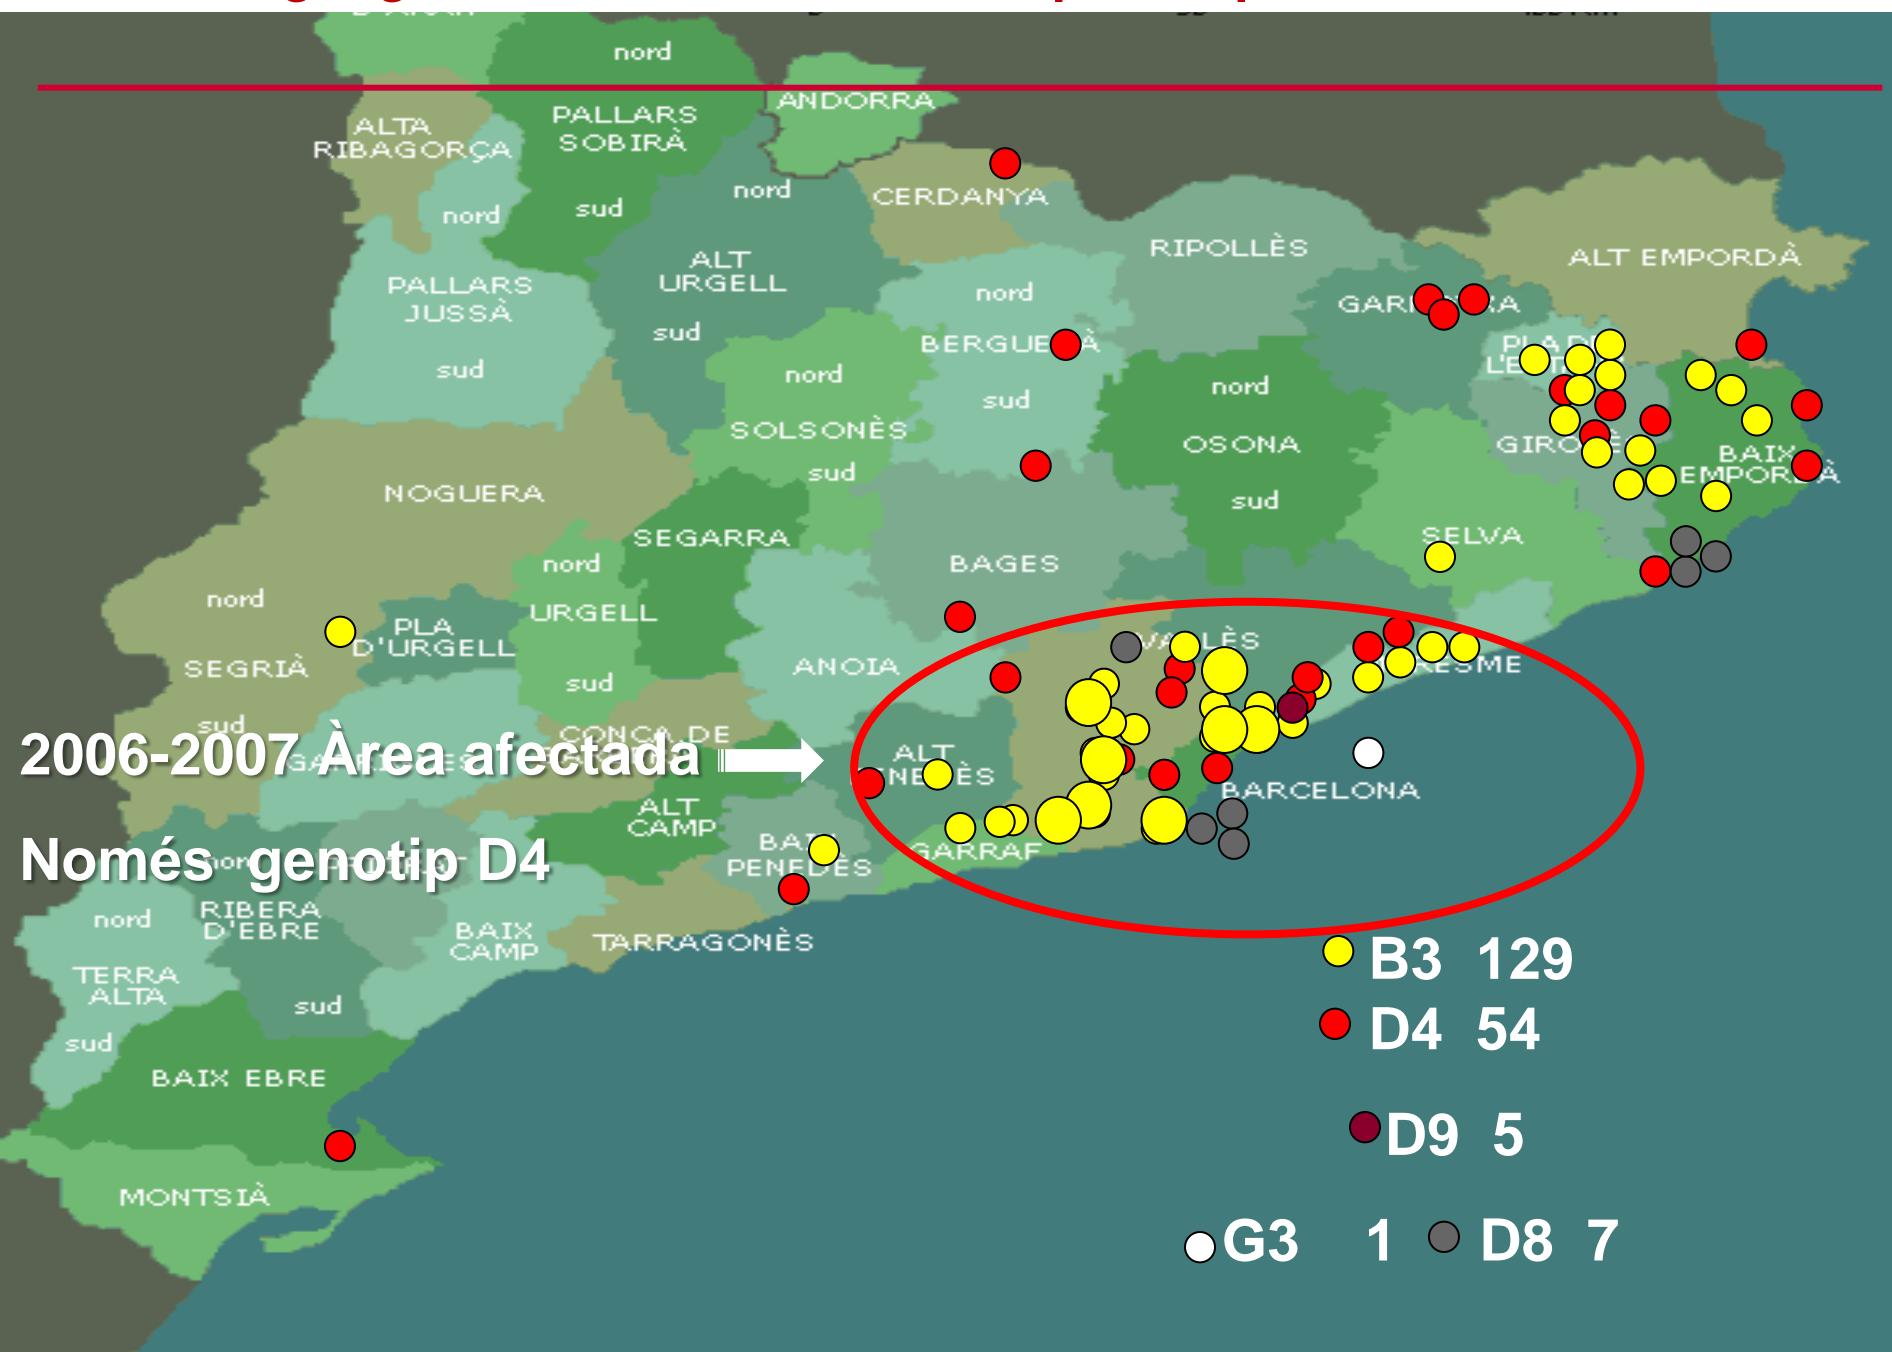 nord
PALLARS
SOBIRÀ
sud
ANDORRA
ALTA
RIBAGORÇA
nord
PALLARS
JUSSÀ
sud
nord
ALT
URGELL
sud
CERDANYA
RIPOLLÈS
ALT EMPORDÀ
nord
sud
nord
SOLSONÈS
sud
nord
OSONA
sud
BAIX
EMPORDÀ
SELVA
NOGUERA
SEGARRA
BAGES
nord
URGELL
sud
nord
SEGRIÀ
sud
PLA
D'URGELL
ANOIA
CONCA DE
2006-2007 Àrea afectada
ALT
BARCELONA
ALT
CAMP
PENEDÈS
GARRAF
Només genotip D4
nord
RIBERA
D'EBRE
sud
BAIX
CAMP
TARRAGONÈS
nord
TERRA
ALTA
sud
BAIX EBRE
MONTSIÀ
B3 129
D4 54
D9 5
G3 1 D8 7